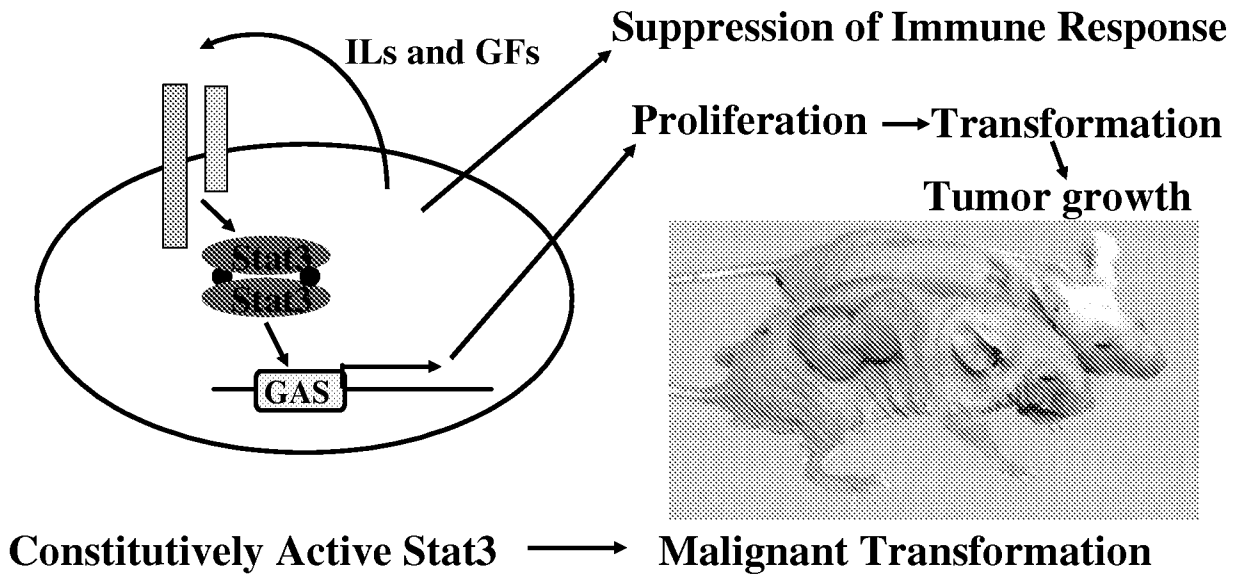 Suppression of Immune Response
ILs and GFs
Proliferation
Transformation
Tumor growth
Stat3
Stat3
GAS
Constitutively Active Stat3
Malignant Transformation